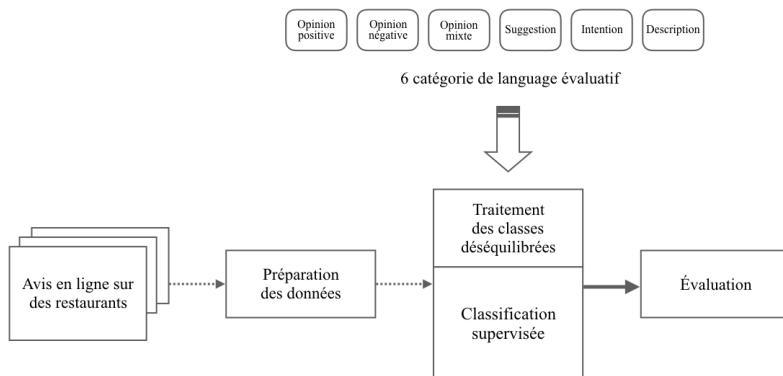 Opinion
positive
Opinion
négative
Opinion
mixte
Suggestion
Intention
Description
6 catégorie de language évaluatif
Traitement
des classes
déséquilibrées
Avis en ligne sur
des restaurants
Préparation
des données
Classification
supervisée
Évaluation